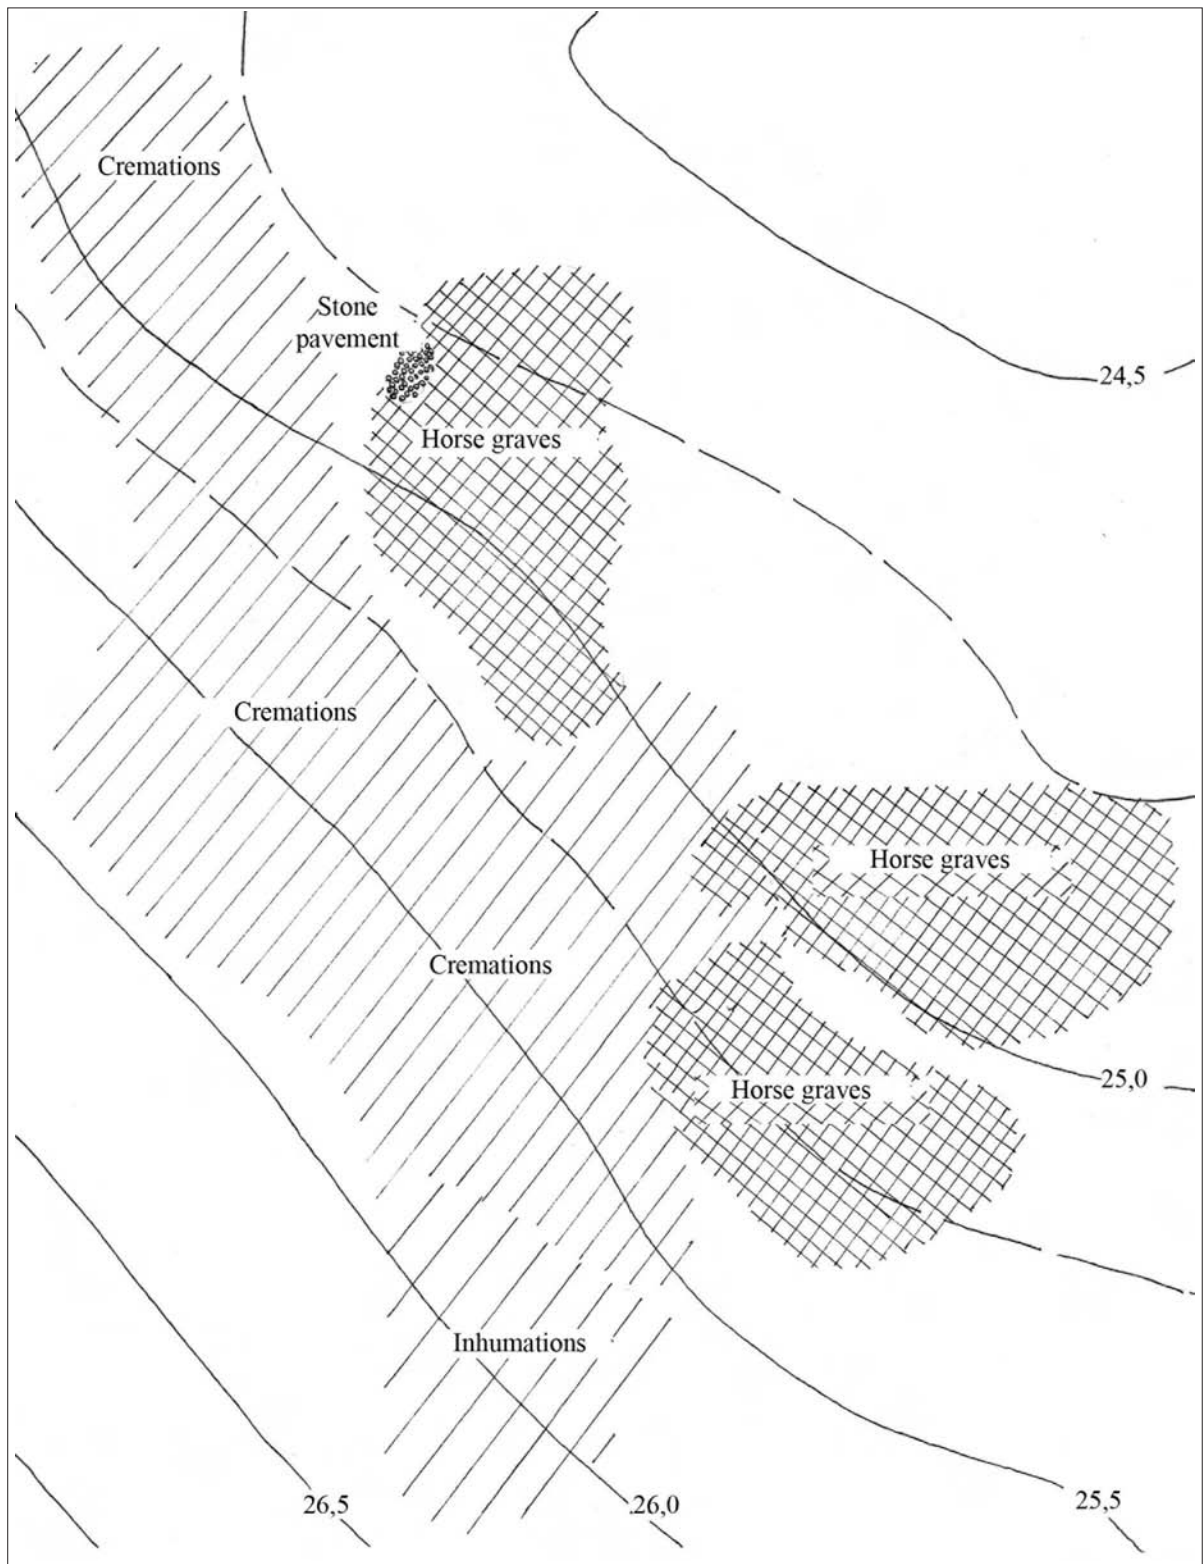 Cremations
Stone
pavement
24,5
Horse graves
Cremations
Horse graves
Cremations
25,0
Horse graves
Inhumations
26,5
26,0
25,5